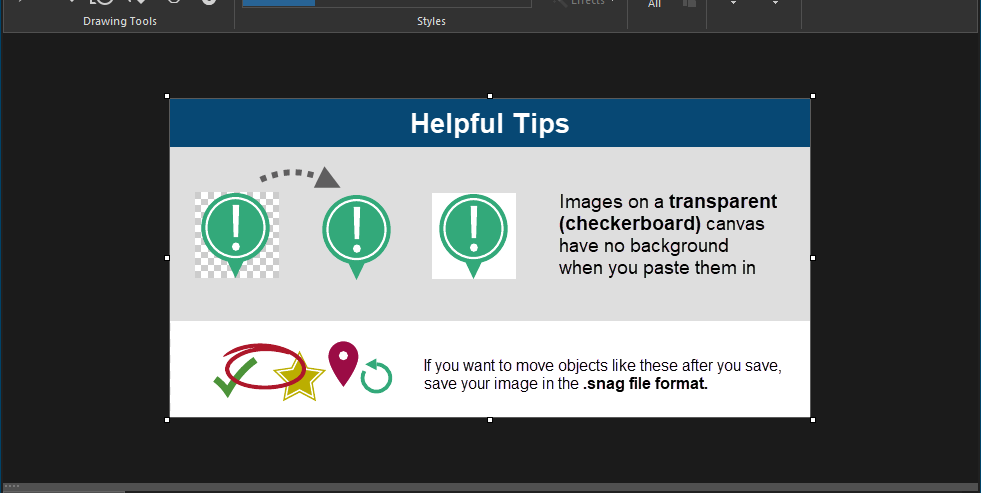 Drawing Tools
Styles
Effects
All
Helpful Tips
Images on a transparent
(checkerboard) canvas
have no background
when you paste them in
If you want to move objects like these after you save,
save your image in the .snag file format.